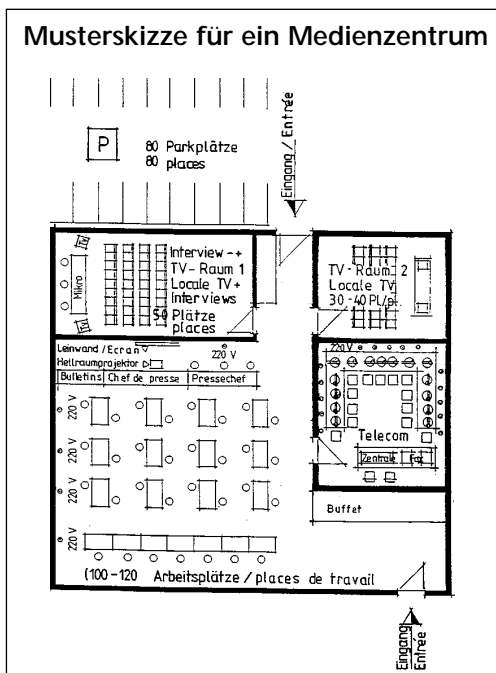 Musterskizze für ein Medienzentrum
P
80 Parkplätze
80 places
Eingang / Entrée
Interview-+
TV-Raum 1
Locale TV+
Interviews
50 Plätze
places
TV
Mikro
TV
TV-Raum 2
Locale TV
30-40 PL/p.
Leinwand/Ecran
220 V
Hellraumprojektor
Bulletins Chef de presse Pressechef
220 V
220 V
220 V
220 V
220 V
Telecom
Zentrale Fax
Buffet
(100-120 Arbeitsplätze / places de travail
Eingang
Entrée